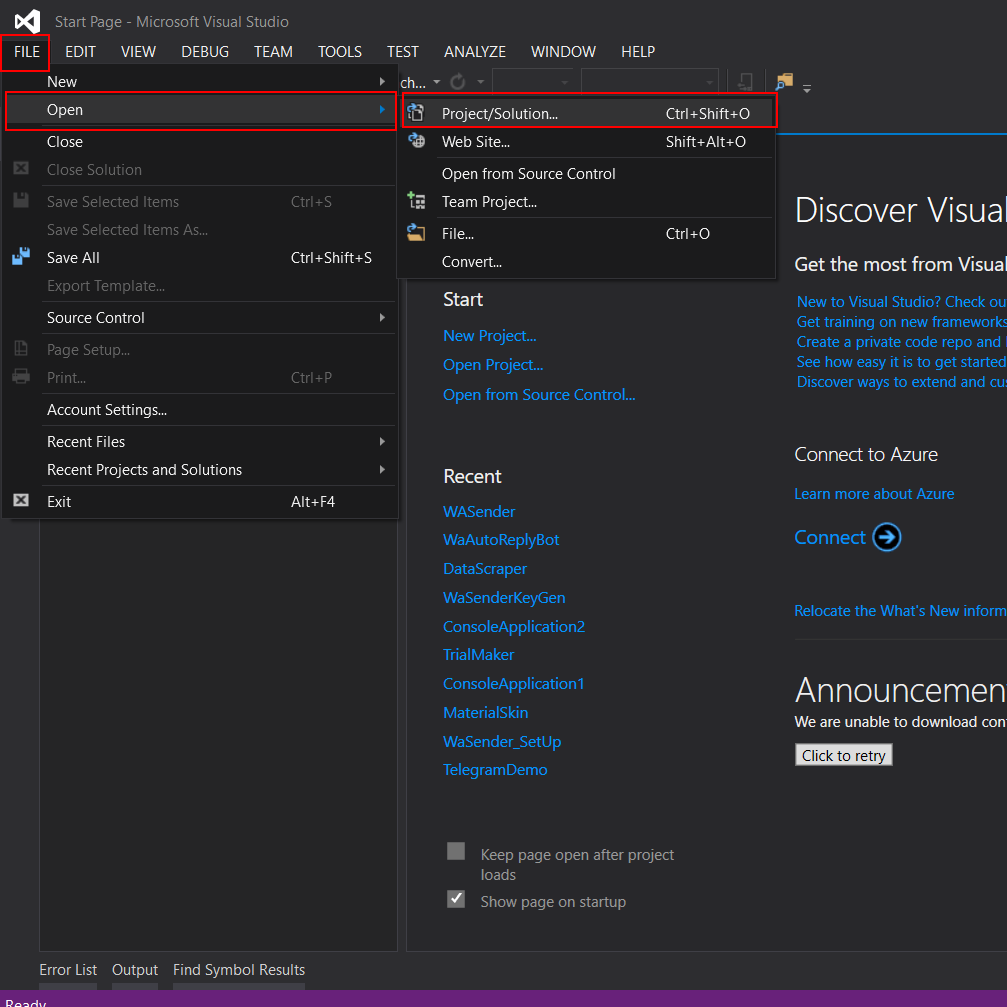 Start Page - Microsoft Visual Studio
FILE EDIT VIEW DEBUG TEAM TOOLS TEST ANALYZE WINDOW HELP
New
ch...
Open
Close
Close Solution
Save Selected Items Ctrl+S
Save Selected Items As...
Save All Ctrl+Shift+S
Export Template...
Source Control
Page Setup...
Print... Ctrl+P
Account Settings...
Recent Files
Recent Projects and Solutions
Exit Alt+F4
Project/Solution... Ctrl+Shift+O
Web Site... Shift+Alt+O
Open from Source Control
Team Project...
File... Ctrl+O
Convert...
Start
New Project...
Open Project...
Open from Source Control...
Recent
WASender
WaAutoReplyBot
DataScraper
WaSenderKeyGen
ConsoleApplication2
TrialMaker
ConsoleApplication1
MaterialSkin
WaSender_SetUp
TelegramDemo
Keep page open after project
loads
Show page on startup
Discover Visual
Get the most from Visual
New to Visual Studio? Check ou
Get training on new frameworks
Create a private code repo and
See how easy it is to get started
Discover ways to extend and cus
Connect to Azure
Learn more about Azure
Connect
Relocate the What's New inform
Announcemen
We are unable to download con
Click to retry
Error List Output Find Symbol Results
Ready